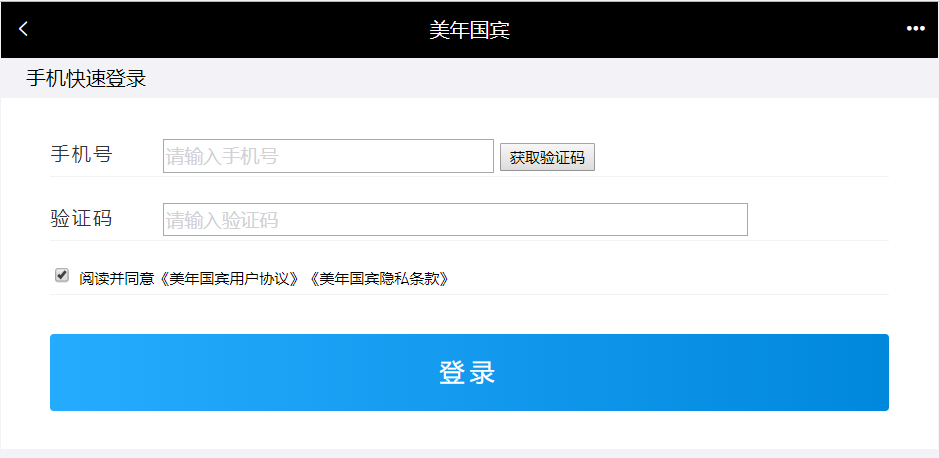 美年国宾
手机快速登录
手机号 请输入手机号 获取验证码
验证码 请输入验证码
阅读并同意《美年国宾用户协议》《美年国宾隐私条款》
登录